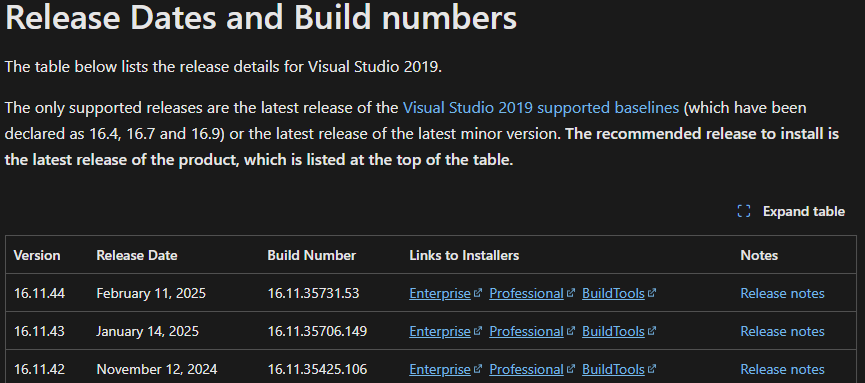 Release Dates and Build numbers
The table below lists the release details for Visual Studio 2019.
The only supported releases are the latest release of the Visual Studio 2019 supported baselines (which have been
declared as 16.4, 16.7 and 16.9) or the latest release of the latest minor version. The recommended release to install is
the latest release of the product, which is listed at the top of the table.
Expand table
Version Release Date Build Number Links to Installers Notes
16.11.44 February 11, 2025 16.11.35731.53 Enterprise Professional BuildTools Release notes
16.11.43 January 14, 2025 16.11.35706.149 Enterprise Professional BuildTools Release notes
16.11.42 November 12, 2024 16.11.35425.106 Enterprise Professional BuildTools Release notes